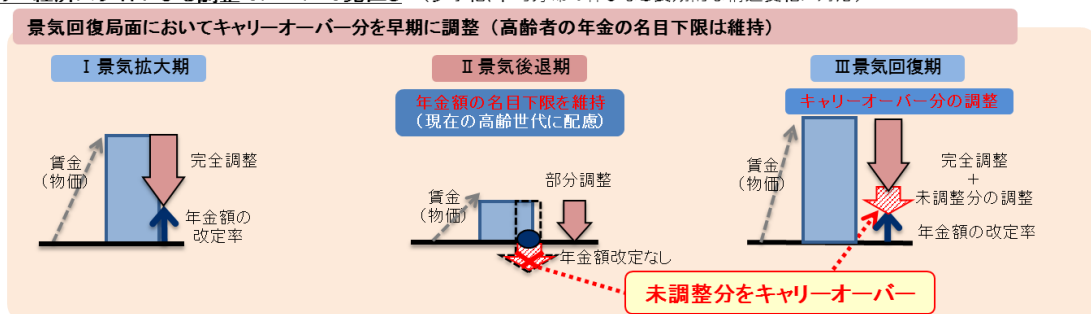 景気回復局面においてキャリーオーバー分を早期に調整（高齢者の年金の名目下限は維持）
Ⅰ 景気拡大期
賃金
（物価）
完全調整
年金額の
改定率
Ⅱ 景気後退期
年金額の名目下限を維持
（現在の高齢世代に配慮）
賃金
（物価）
部分調整
年金額改定なし
Ⅲ景気回復期
キャリーオーバー分の調整
賃金
（物価）
完全調整
＋
未調整分の調整
年金額の改定率
未調整分をキャリーオーバー